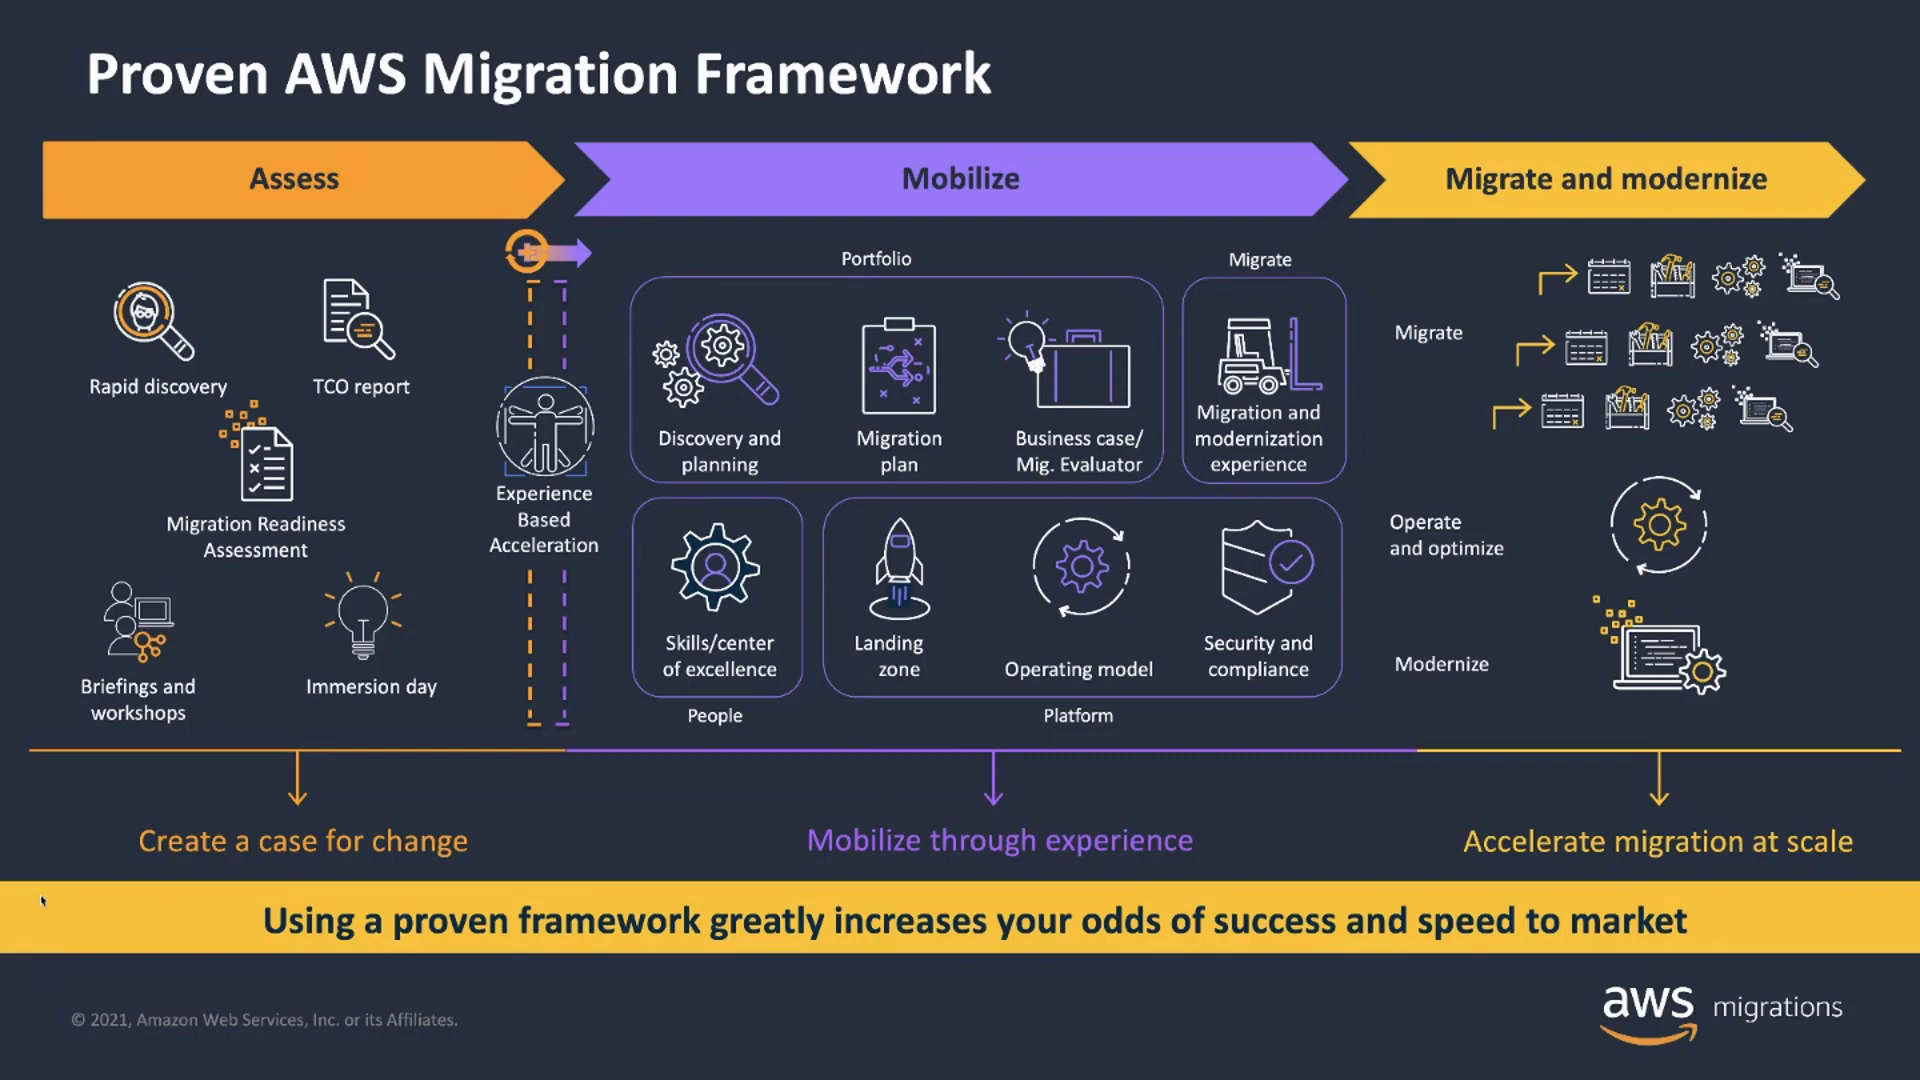 Proven AWS Migration Framework
Assess
Mobilize
Migrate and modernize
Rapid discovery
TCO report
Migration Readiness
Assessment
Briefings and
workshops
Immersion day
Experience
Based
Acceleration
Portfolio
Discovery and
planning
Migration
plan
Business case/
Mig. Evaluator
Migrate
Migration and
modernization
experience
Skills/center
of excellence
People
Landing
zone
Operating model
Security and
compliance
Platform
Migrate
Operate
and optimize
Modernize
Create a case for change
Mobilize through experience
Accelerate migration at scale
Using a proven framework greatly increases your odds of success and speed to market
© 2021, Amazon Web Services, Inc. or its Affiliates.
aws migrations